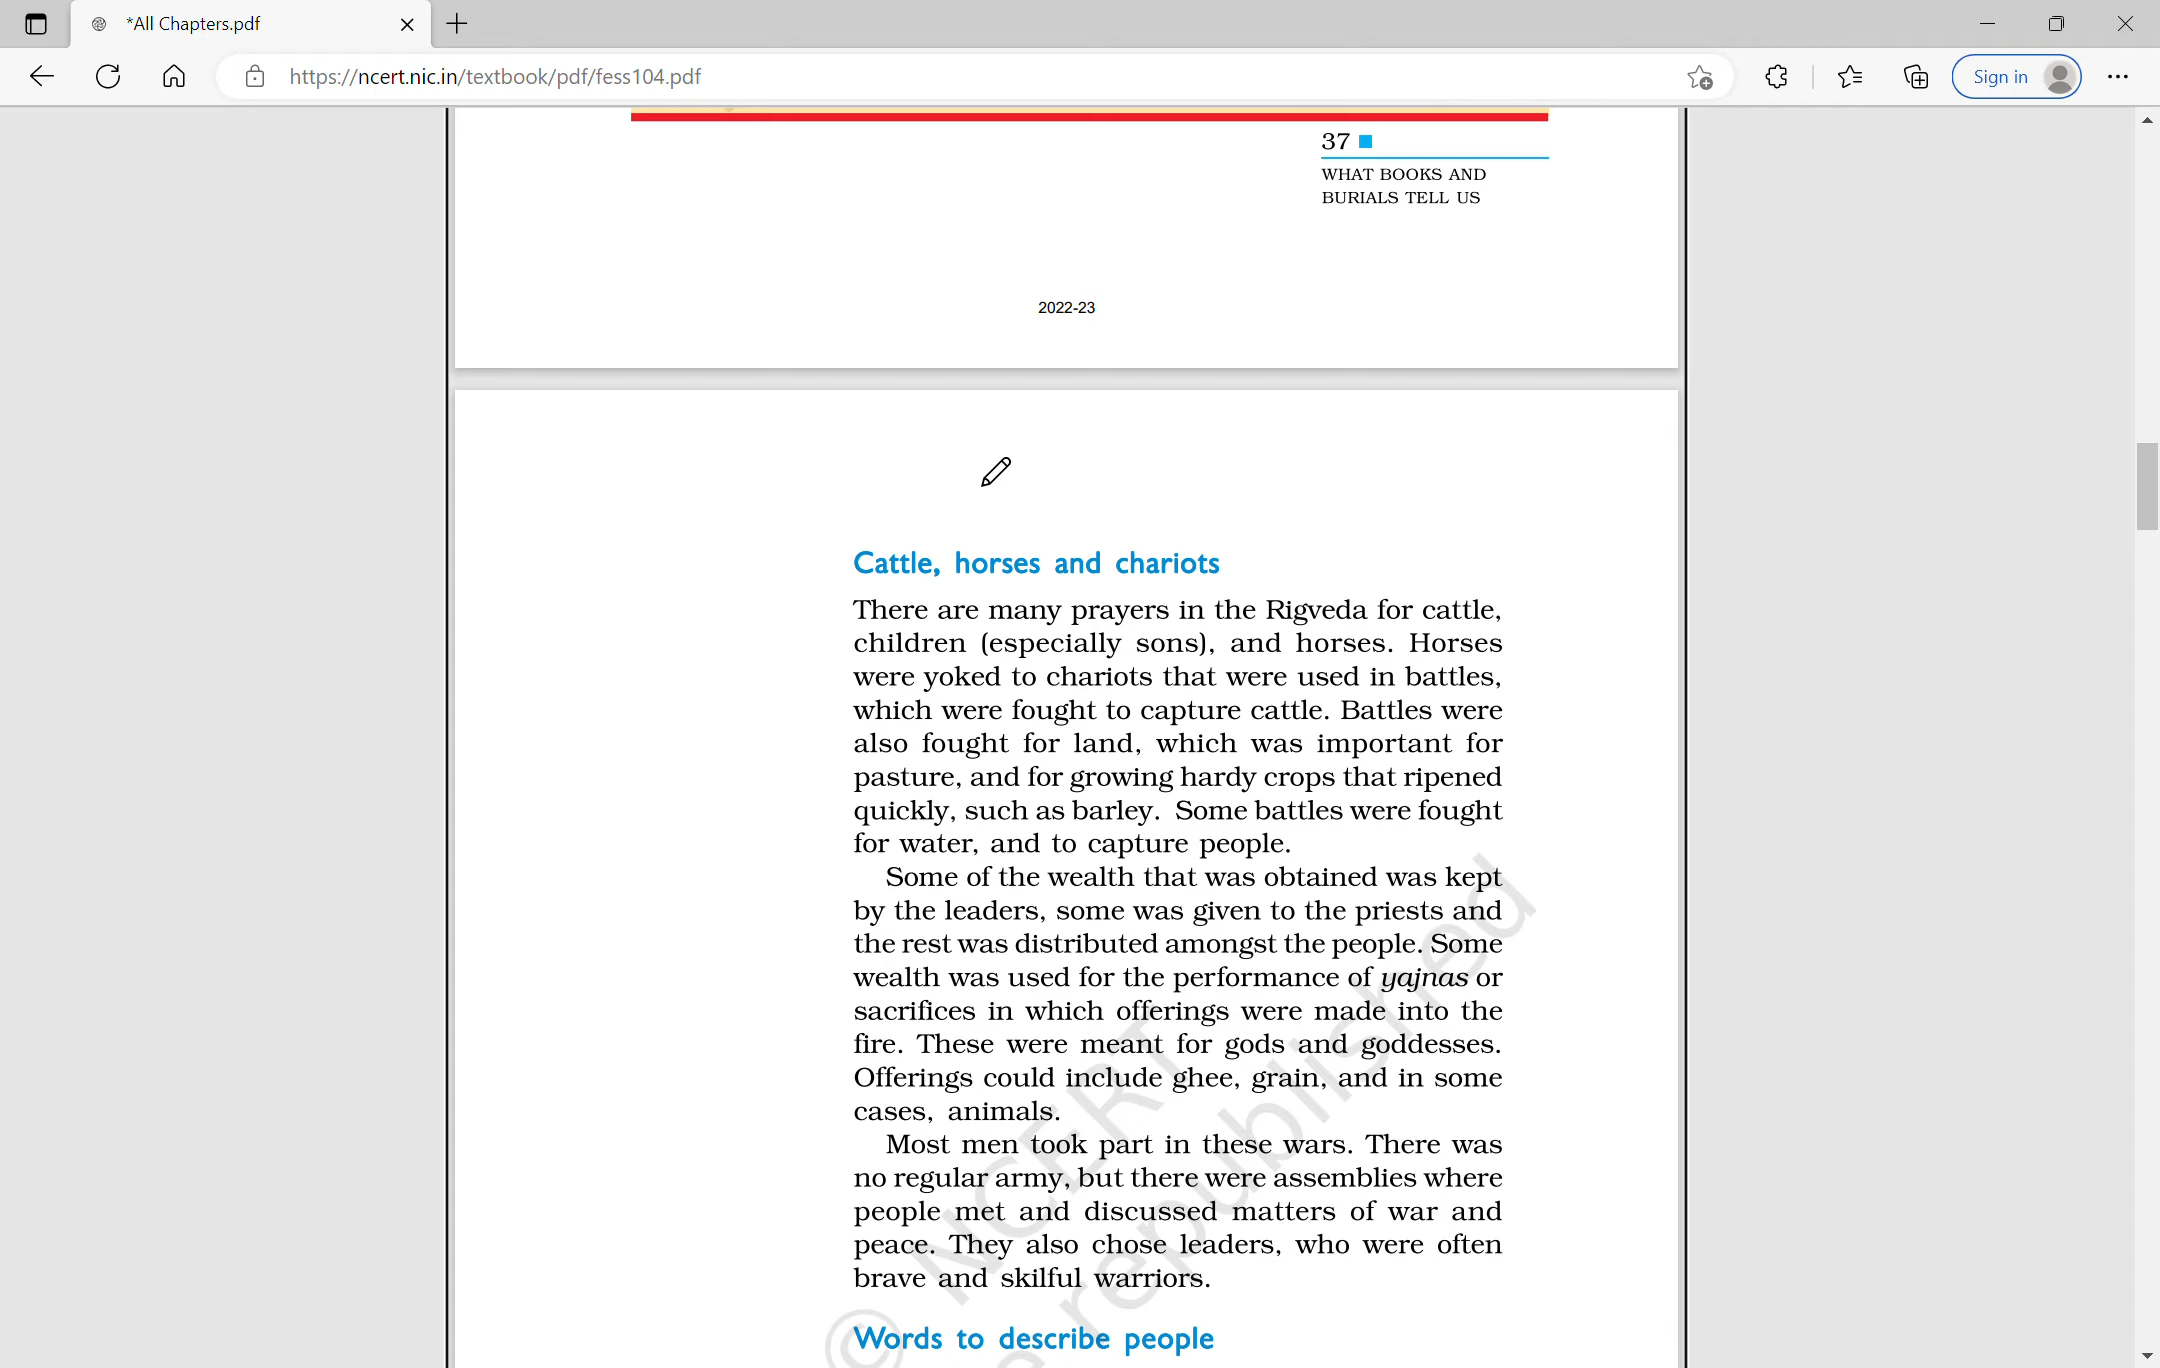 *All Chapters.pdf
https://ncert.nic.in/textbook/pdf/fess104.pdf
Sign in
37
WHAT BOOKS AND
BURIALS TELL US
2022-23
Cattle, horses and chariots
There are many prayers in the Rigveda for cattle,
children (especially sons), and horses. Horses
were yoked to chariots that were used in battles,
which were fought to capture cattle. Battles were
also fought for land, which was important for
pasture, and for growing hardy crops that ripened
quickly, such as barley. Some battles were fought
for water, and to capture people.
Some of the wealth that was obtained was kept
by the leaders, some was given to the priests and
the rest was distributed amongst the people. Some
wealth was used for the performance of yajnas or
sacrifices in which offerings were made into the
fire. These were meant for gods and goddesses.
Offerings could include ghee, grain, and in some
cases, animals.
Most men took part in these wars. There was
no regular army, but there were assemblies where
people met and discussed matters of war and
peace. They also chose leaders, who were often
brave and skilful warriors.
Words to describe people
© NCERT
republished